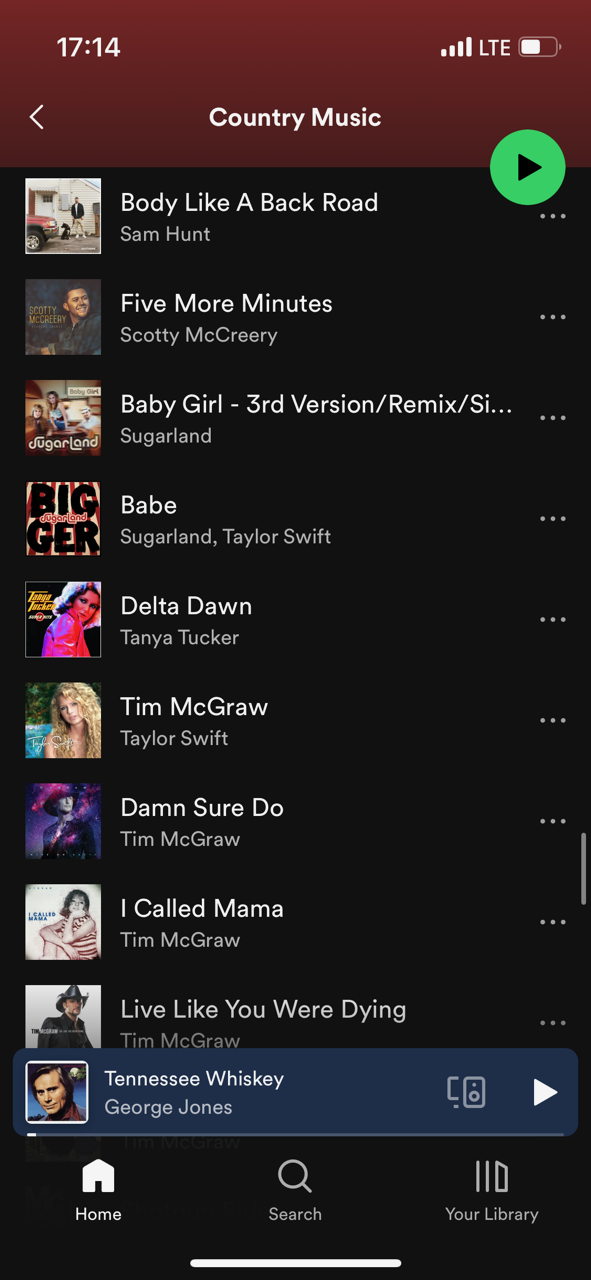 17:14
LTE
Country Music
Body Like A Back Road
Sam Hunt
SCOTTY
MCCREERY
Five More Minutes
Scotty McCreery
Baby Girl
sugarland
Baby Girl - 3rd Version/Remix/Si...
Sugarland
BIG
sugarland
GER
Babe
Sugarland, Taylor Swift
Tanya
Tucker
Delta Dawn
Tanya Tucker
Taylor Swift
Tim McGraw
Taylor Swift
Damn Sure Do
Tim McGraw
I CALLED
MAMA
I Called Mama
Tim McGraw
TIM MCGRAW
Live Like You Were Dying
Tim McGraw
Tennessee Whiskey
George Jones
Tim McGraw
Home
Search
Your Library